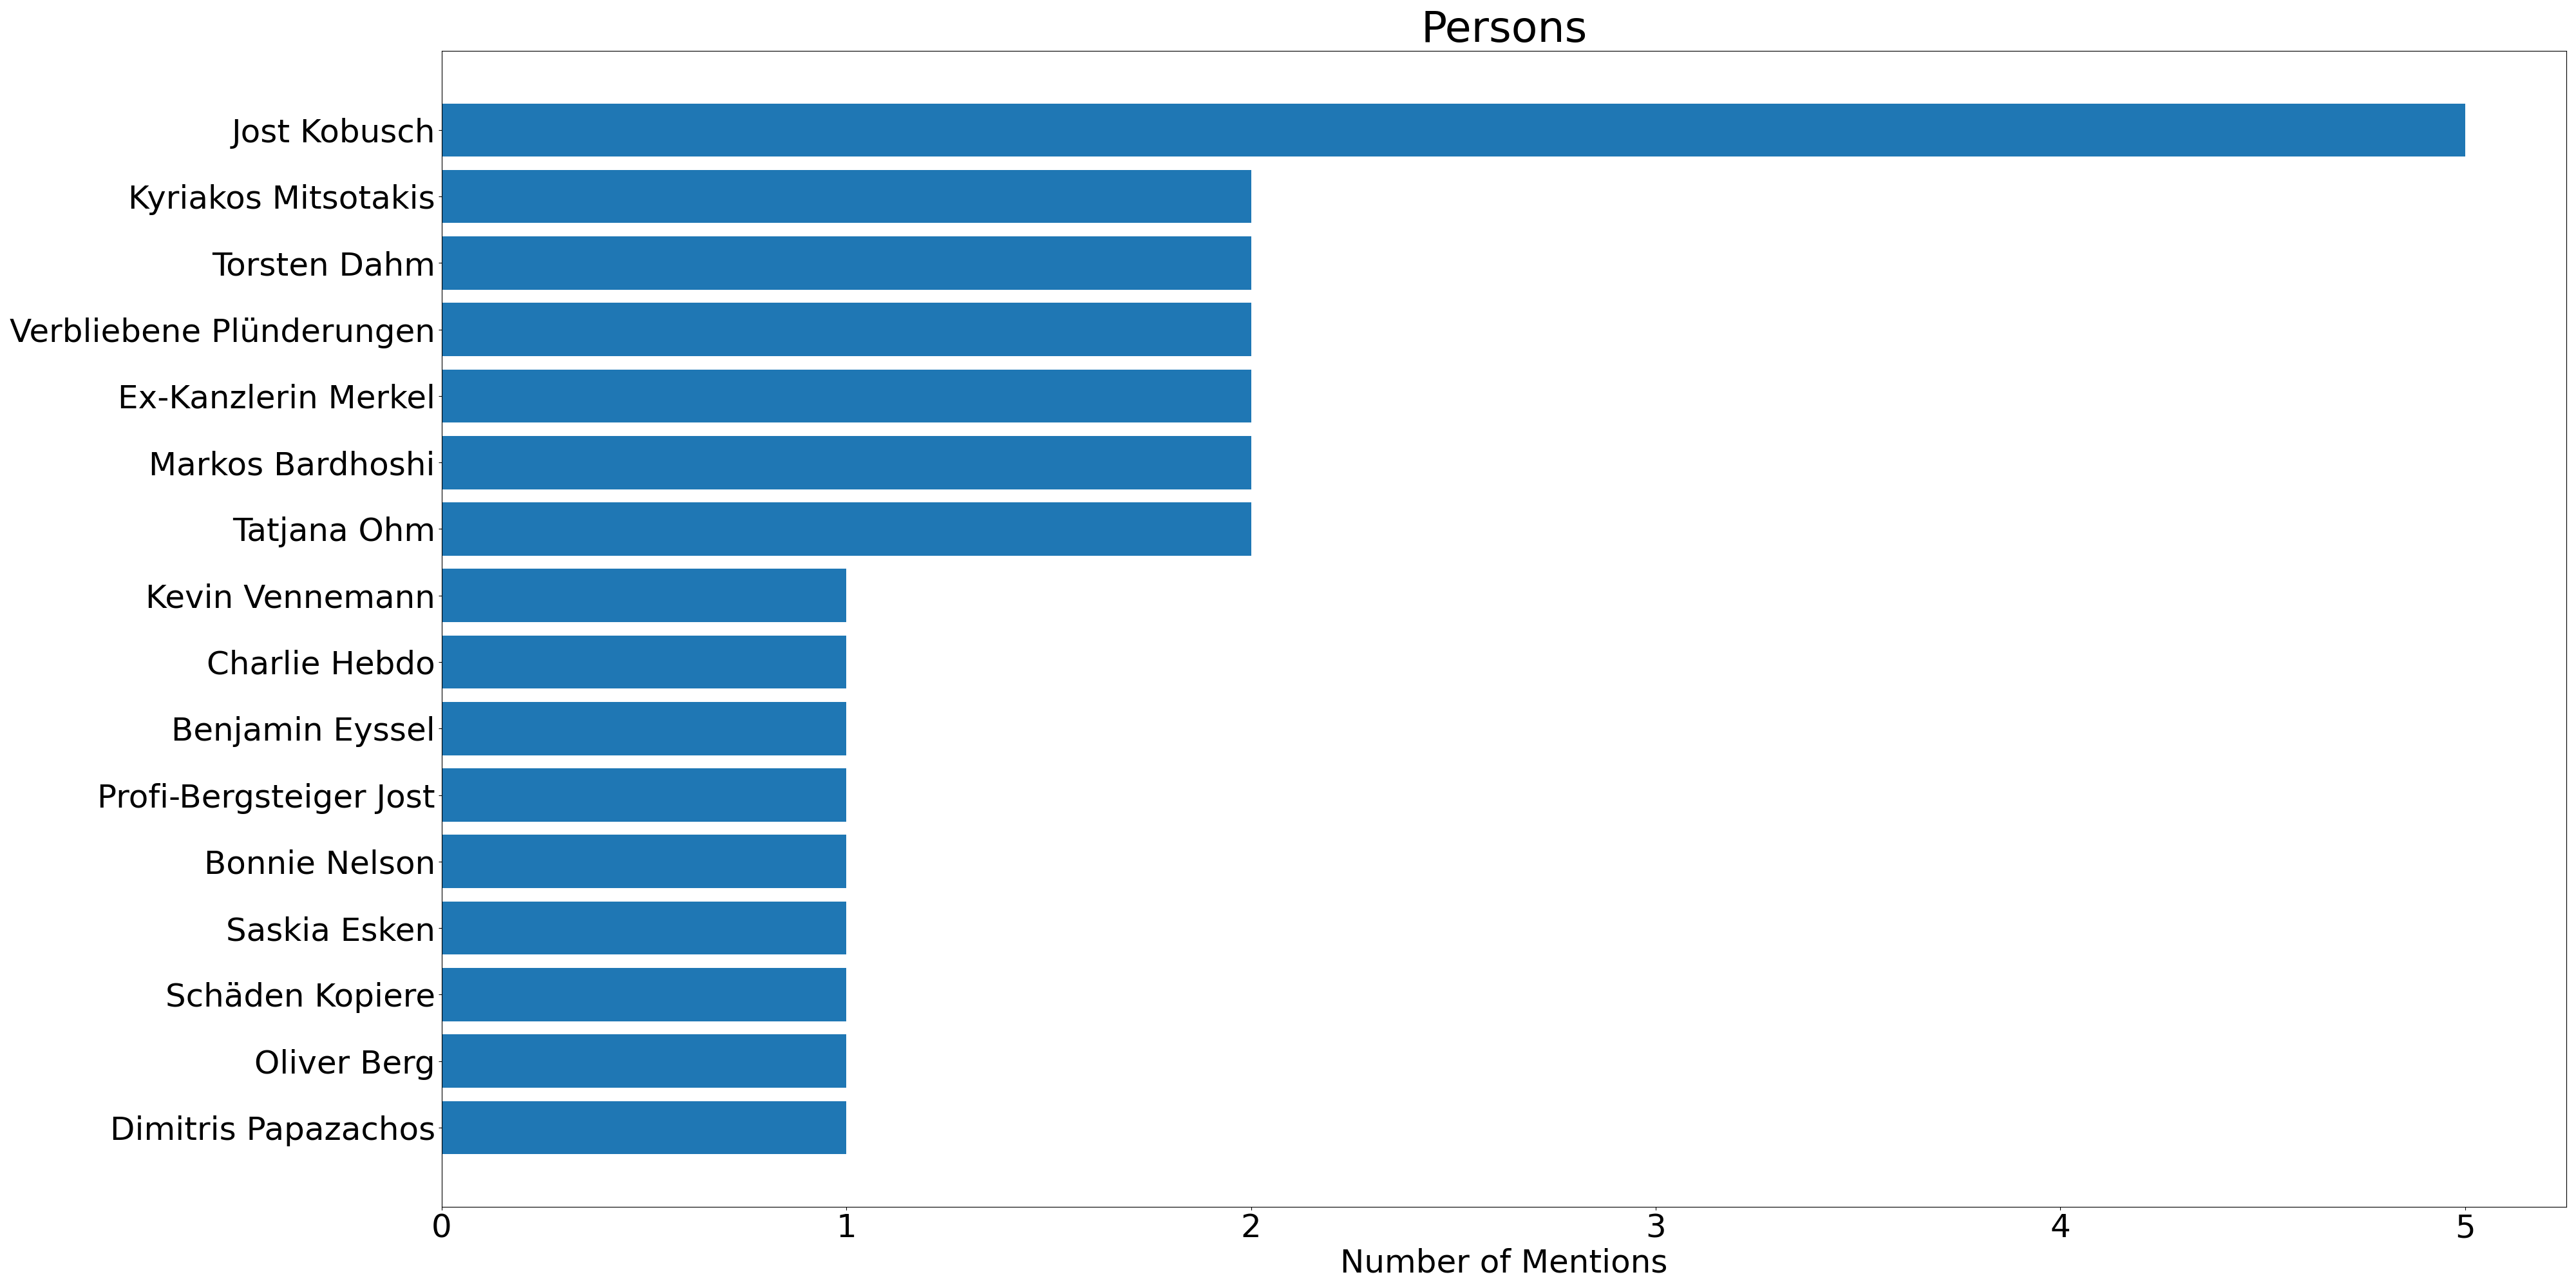 Persons
Jost Kobusch
Kyriakos Mitsotakis
Torsten Dahm
Verbliebene Plünderungen
Ex-Kanzlerin Merkel
Markos Bardhoshi
Tatjana Ohm
Kevin Vennemann
Charlie Hebdo
Benjamin Eyssel
Profi-Bergsteiger Jost
Bonnie Nelson
Saskia Esken
Schäden Kopiere
Oliver Berg
Dimitris Papazachos
0 1 2 3 4 5
Number of Mentions